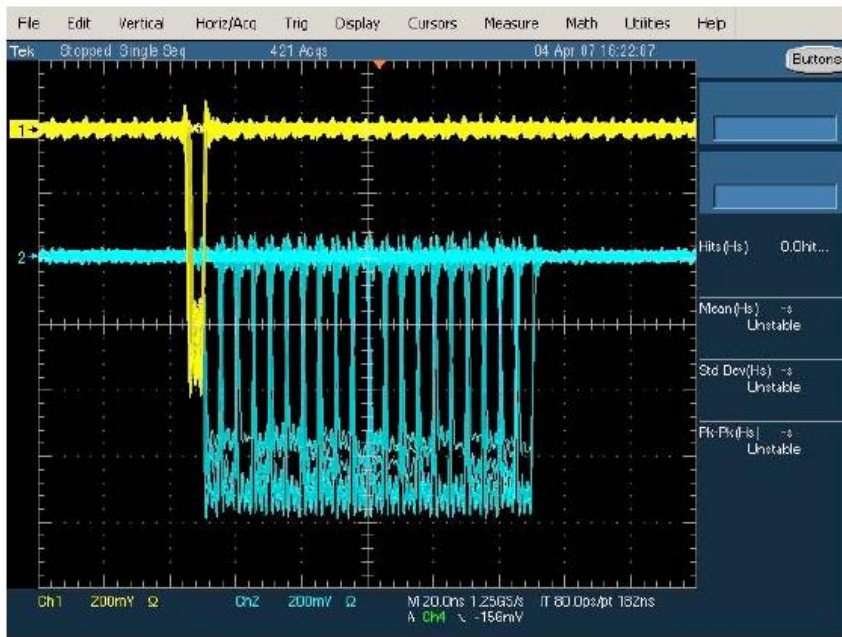 File Edit Vertical Horiz/Acq Trig Display Cursors Measure Math Utilities Help
Tek Stopped Single Seq 421 Acqs 04 Apr 07 16:22:07
Buttons
1
2
Hits(Hs) 0.0hit...
Mean(Hs) -s
Unstable
Std Dev(Hs) -s
Unstable
Pk-Pk(Hs) -s
Unstable
Ch1 200mV Ω Ch2 200mV Ω M 20.0ns 1.25GS/s IT 80.0ps/pt 182ns
A Ch4 -156mV